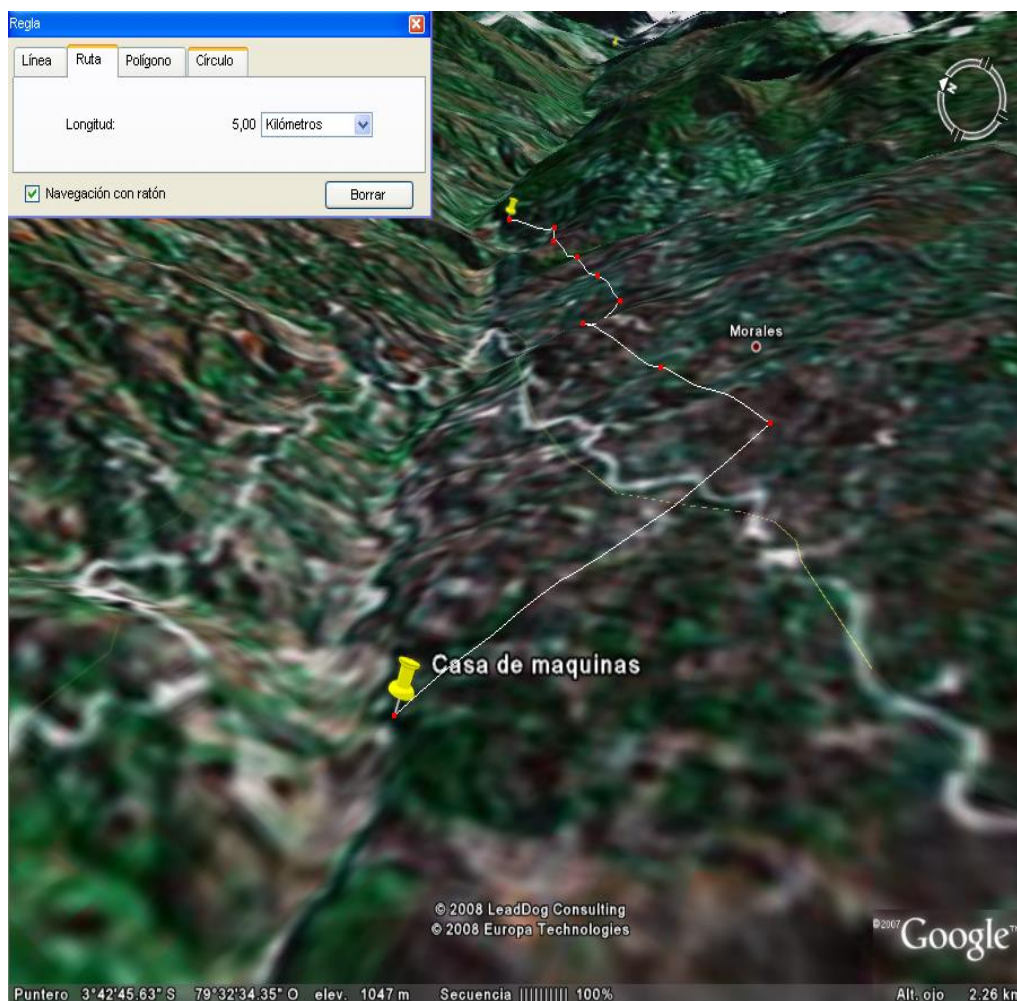 Regla
Línea Ruta Polígono Círculo
Longitud: 5,00 Kilómetros
Navegación con ratón Borrar
N
Morales
Casa de maquinas
© 2008 LeadDog Consulting
© 2008 Europa Technologies
©2007 Google™
Puntero 3°42'45.63" S 79°32'34.35" O elev. 1047 m Secuencia |||||||||| 100% Alt. ojo 2.26 km